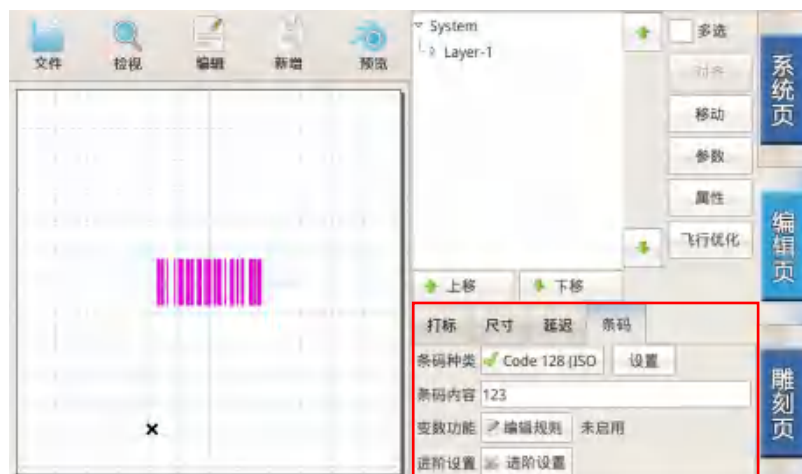 文件 检视 编辑 新增 预览
System
Layer-1
多选
对齐
移动
参数
属性
飞行优化
上移 下移
系统页
编辑页
雕刻页
打标 尺寸 延迟 条码
条码种类 Code 128 (ISO 设置
条码内容 123
变数功能 编辑规则 未启用
进阶设置 进阶设置